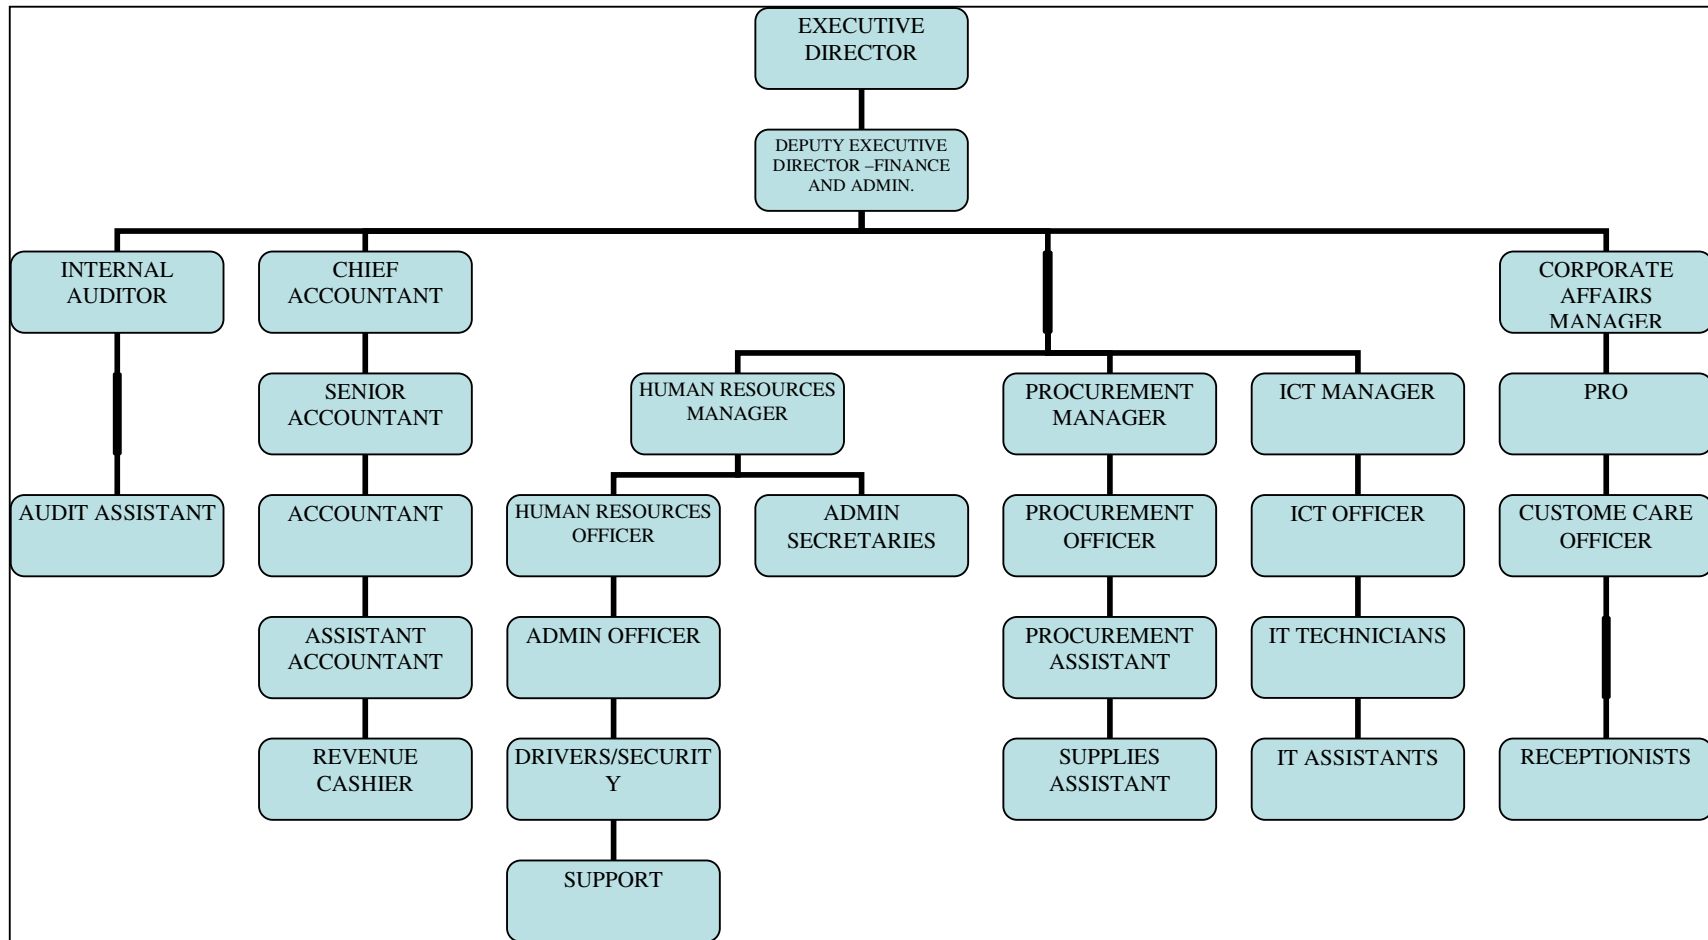 EXECUTIVE
DIRECTOR
DEPUTY EXECUTIVE
DIRECTOR –FINANCE
AND ADMIN.
INTERNAL
AUDITOR
CHIEF
ACCOUNTANT
CORPORATE
AFFAIRS
MANAGER
SENIOR
ACCOUNTANT
HUMAN RESOURCES
MANAGER
PROCUREMENT
MANAGER
ICT MANAGER
PRO
AUDIT ASSISTANT
ACCOUNTANT
HUMAN RESOURCES
OFFICER
ADMIN
SECRETARIES
PROCUREMENT
OFFICER
ICT OFFICER
CUSTOME CARE
OFFICER
ASSISTANT
ACCOUNTANT
ADMIN OFFICER
PROCUREMENT
ASSISTANT
IT TECHNICIANS
REVENUE
CASHIER
DRIVERS/SECURIT
Y
SUPPLIES
ASSISTANT
IT ASSISTANTS
RECEPTIONISTS
SUPPORT